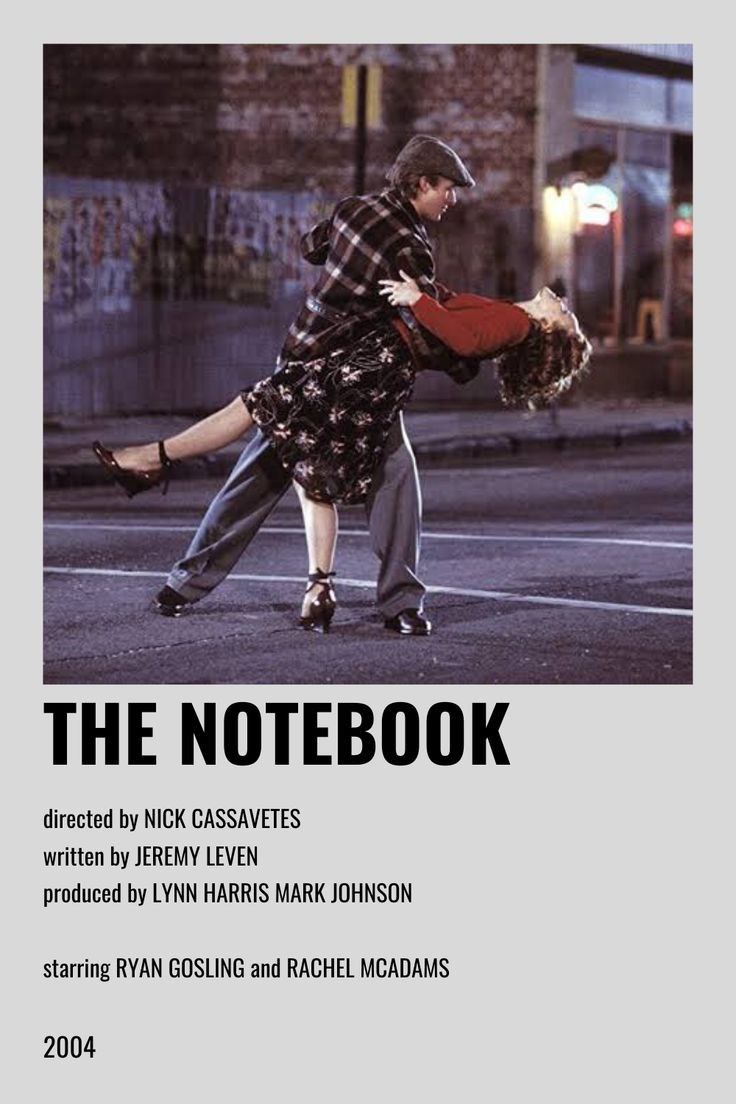 THE NOTEBOOK
directed by NICK CASSAVETES
written by JEREMY LEVEN
produced by LYNN HARRIS MARK JOHNSON
starring RYAN GOSLING and RACHEL MCADAMS
2004